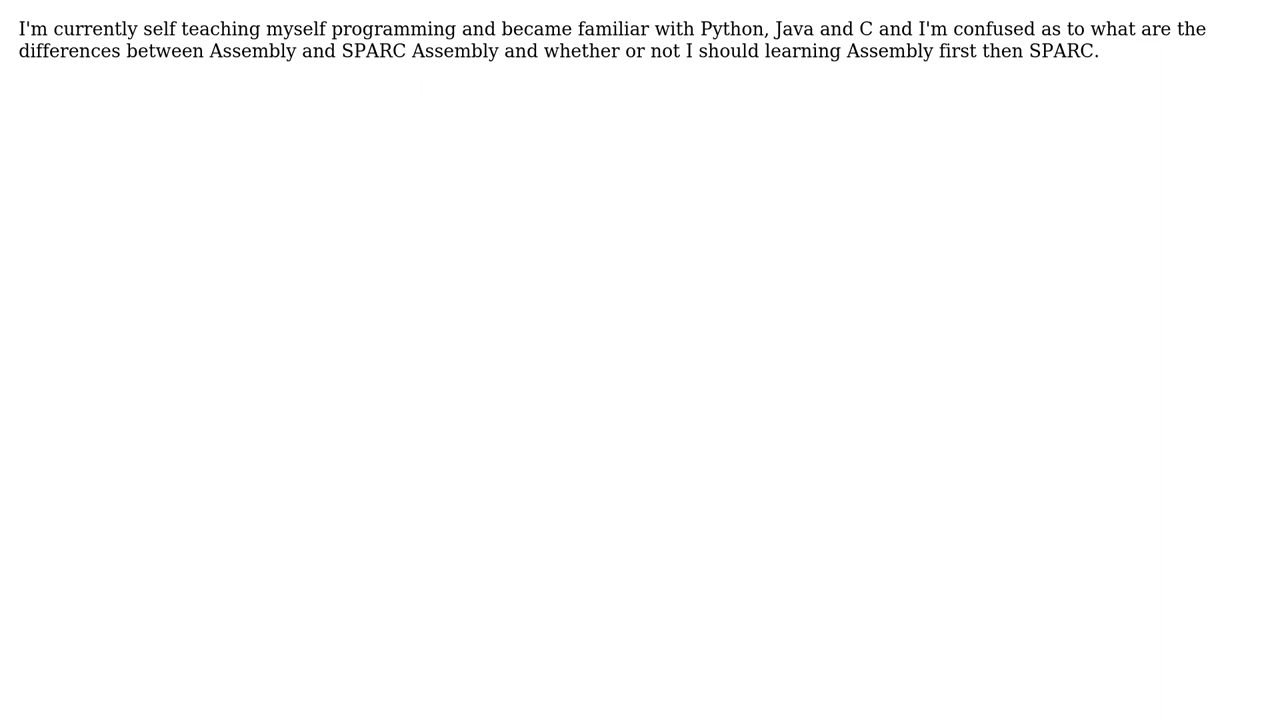 I'm currently self teaching myself programming and became familiar with Python, Java and C and I'm confused as to what are the
differences between Assembly and SPARC Assembly and whether or not I should learning Assembly first then SPARC.